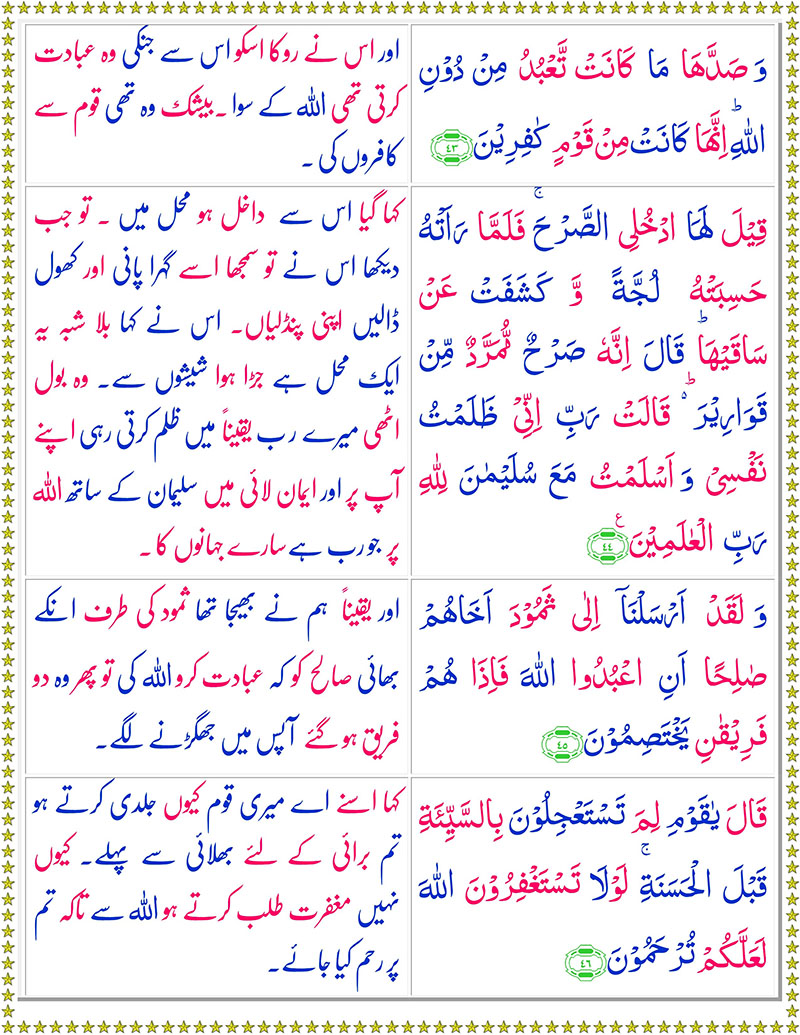 وَ صَدَّهَا مَا كَانَتْ تَّعْبُدُ مِنْ دُوْنِ
اللّٰهِؕ اِنَّهَا كَانَتْ مِنْ قَوْمٍ كٰفِرِیْنَ ٤٣
اور اس نے روکا اسکو اس سے جنکی وہ عبادت
کرتی تھی اللہ کے سوا۔ بیشک وہ تھی قوم سے
کافروں کی۔
قِیْلَ لَهَا ادْخُلِی الصَّرْحَۚ فَلَمَّا رَاَتْهُ
حَسِبَتْهُ لُجَّةً وَّ كَشَفَتْ عَنْ
سَاقَیْهَاؕ قَالَ اِنَّهٗ صَرْحٌ مُّمَرَّدٌ مِّنْ
قَوَارِیْرَ۬ؕ قَالَتْ رَبِّ اِنِّیْ ظَلَمْتُ
نَفْسِیْ وَ اَسْلَمْتُ مَعَ سُلَیْمٰنَ لِلّٰهِ
رَبِّ الْعٰلَمِیْنَ ع ٤٤
کہا گیا اس سے داخل ہو محل میں۔ تو جب
دیکھا اس نے تو سمجھا اسے گہرا پانی اور کھول
ڈالیں اپنی پنڈلیاں۔ اس نے کہا بلا شبہ یہ
ایک محل ہے جڑا ہوا شیشوں سے۔ وہ بول
اٹھی میرے رب یقیناً میں ظلم کرتی رہی اپنے
آپ پر اور ایمان لائی میں سلیمان کے ساتھ اللہ
پر جو رب ہے سارے جہانوں کا۔
وَ لَقَدْ اَرْسَلْنَاۤ اِلٰی ثَمُوْدَ اَخَاهُمْ
صٰلِحًا اَنِ اعْبُدُوا اللّٰهَ فَاِذَا هُمْ
فَرِیْقٰنِ یَخْتَصِمُوْنَ ٤٥
اور یقیناً ہم نے بھیجا تھا ثمود کی طرف انکے
بھائی صالح کو کہ عبادت کرو اللہ کی تو پھر وہ دو
فریق ہو گئے آپس میں جھگڑنے لگے۔
قَالَ یٰقَوْمِ لِمَ تَسْتَعْجِلُوْنَ بِالسَّیِّئَةِ
قَبْلَ الْحَسَنَةِۚ لَوْلَا تَسْتَغْفِرُوْنَ اللّٰهَ
لَعَلَّكُمْ تُرْحَمُوْنَ ٤٦
کہا اسنے اے میری قوم کیوں جلدی کرتے ہو
تم برائی کے لئے بھلائی سے پہلے۔ کیوں
نہیں مغفرت طلب کرتے ہو اللہ سے تاکہ تم
پر رحم کیا جائے۔